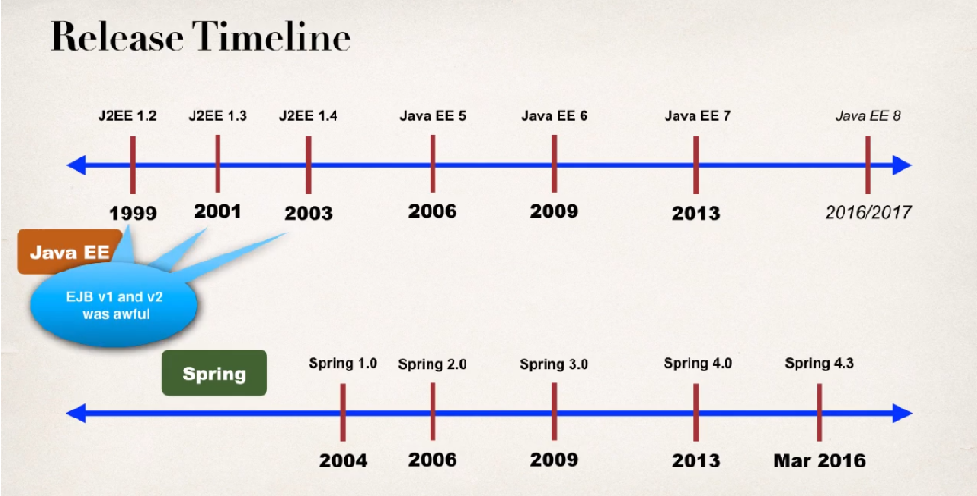 Release Timeline
J2EE 1.2 J2EE 1.3 J2EE 1.4 Java EE 5 Java EE 6 Java EE 7 Java EE 8
1999 2001 2003 2006 2009 2013 2016/2017
Java EE
EJB v1 and v2
was awful
Spring
Spring 1.0 Spring 2.0 Spring 3.0 Spring 4.0 Spring 4.3
2004 2006 2009 2013 Mar 2016